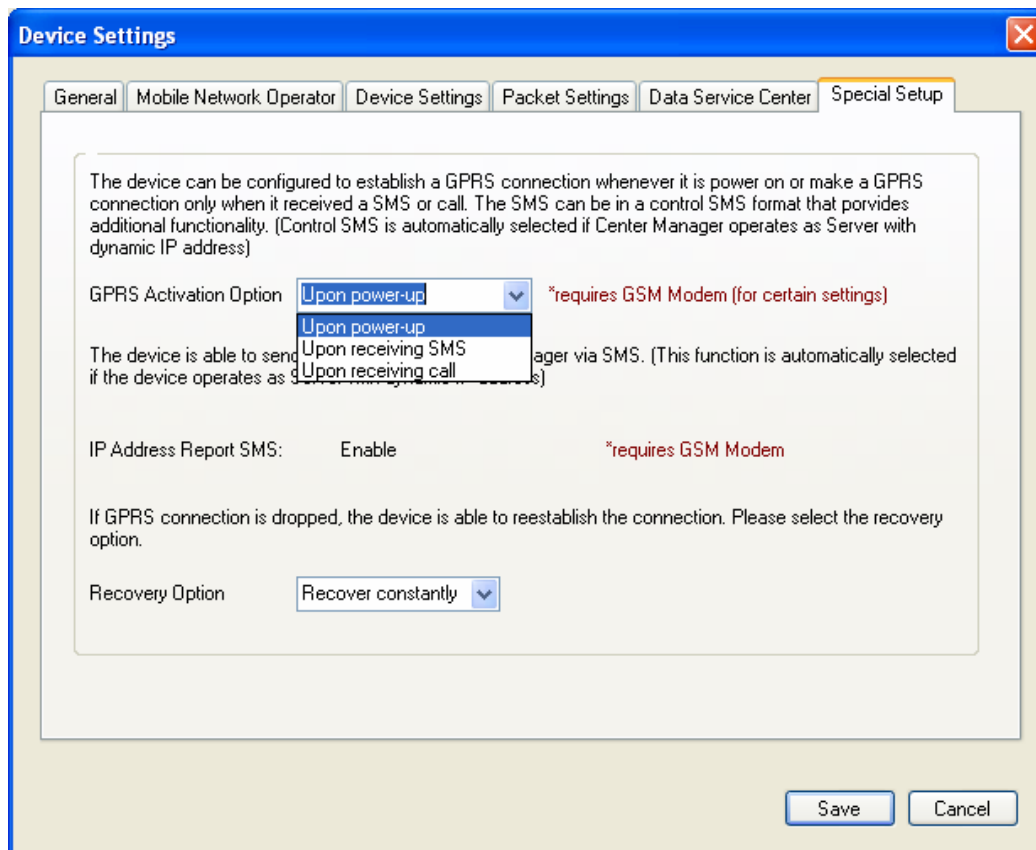 Device Settings
General Mobile Network Operator Device Settings Packet Settings Data Service Center Special Setup
The device can be configured to establish a GPRS connection whenever it is power on or make a GPRS
connection only when it received a SMS or call. The SMS can be in a control SMS format that porvides
additional functionality. (Control SMS is automatically selected if Center Manager operates as Server with
dynamic IP address)
GPRS Activation Option Upon power-up *requires GSM Modem (for certain settings)
Upon power-up
Upon receiving SMS
Upon receiving call
The device is able to send ager via SMS. (This function is automatically selected
if the device operates as
IP Address Report SMS: Enable *requires GSM Modem
If GPRS connection is dropped, the device is able to reestablish the connection. Please select the recovery
option.
Recovery Option Recover constantly
Save Cancel